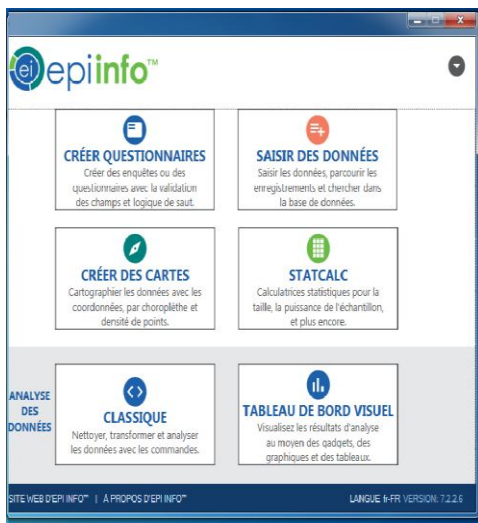 ei epi info™
CRÉER QUESTIONNAIRES
Créer des enquêtes ou des
questionnaires avec la validation
des champs et logique de saut.
SAISIR DES DONNÉES
Saisir les données, parcourir les
enregistrements et chercher dans
la base de données.
CRÉER DES CARTES
Cartographier les données avec les
coordonnées, par choroplèthe et
densité de points.
STATCALC
Calculatrices statistiques pour la
taille, la puissance de l'échantillon,
et plus encore.
ANALYSE
DES
DONNÉES
CLASSIQUE
Nettoyer, transformer et analyser
les données avec les commandes.
TABLEAU DE BORD VISUEL
Visualisez les résultats d'analyse
au moyen des gadgets, des
graphiques et des tableaux.
SITE WEB D'EPI INFO™ | À PROPOS D'EPI INFO™ LANGUE fr-FR VERSION: 7.2.2.6